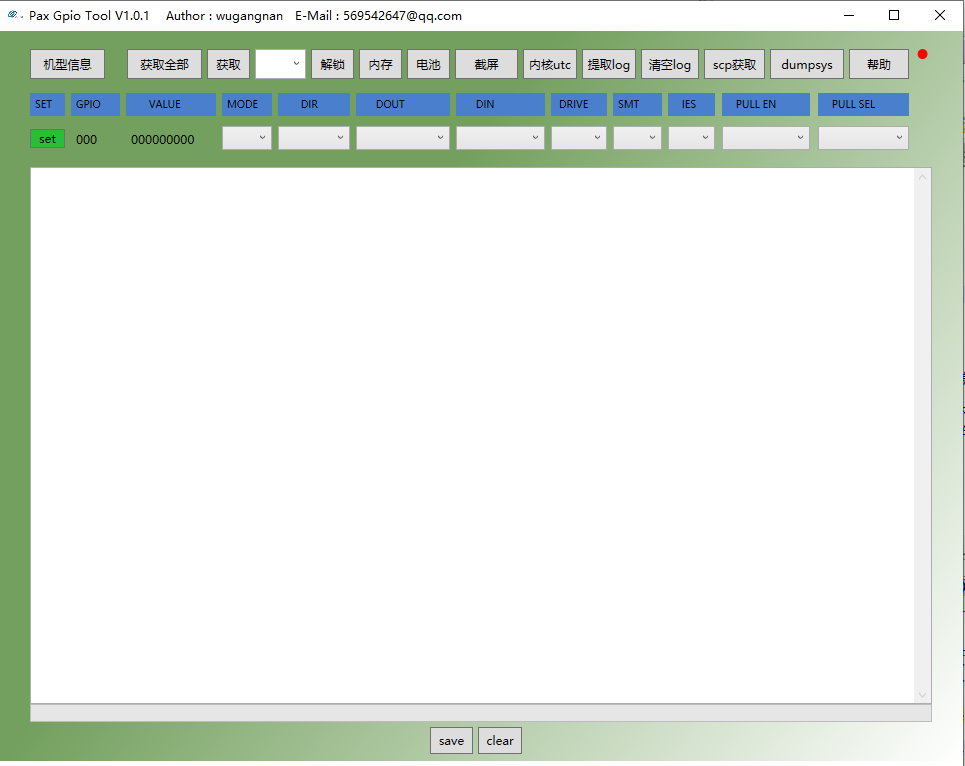 Pax Gpio Tool V1.0.1 Author : wugangnan E-Mail : 569542647@qq.com
机型信息 获取全部 获取 解锁 内存 电池 截屏 内核utc 提取log 清空log scp获取 dumpsys 帮助
SET GPIO VALUE MODE DIR DOUT DIN DRIVE SMT IES PULL EN PULL SEL
set 000 000000000
save clear